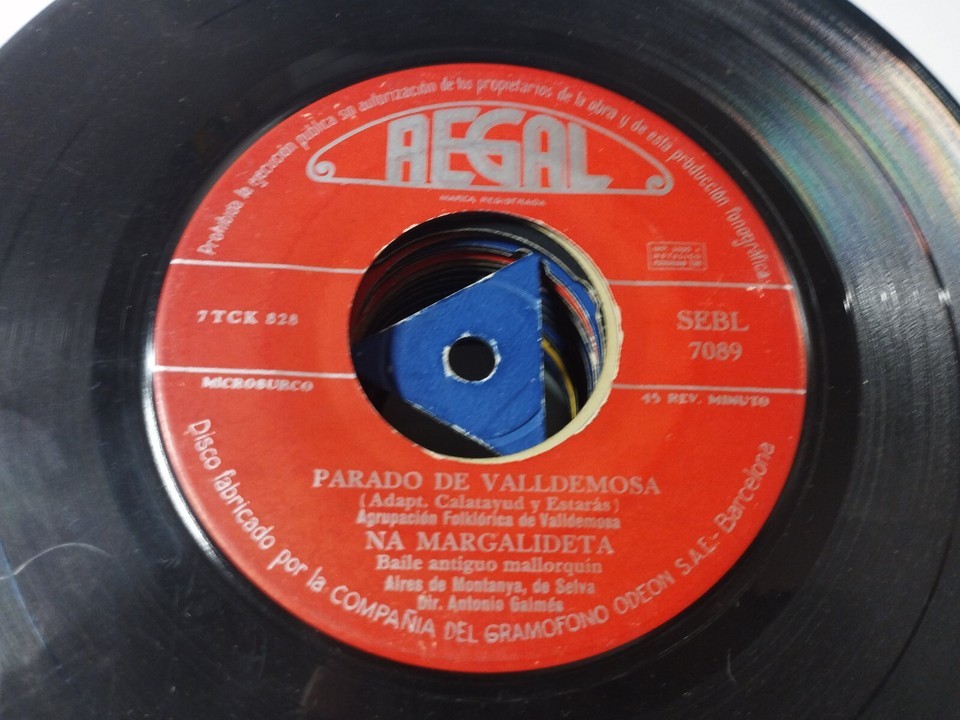 Prohibida la ejecución pública sin autorización de los propietarios de la obra y de esta producción fonográfica
REGAL
MARCA REGISTRADA
7TCK 828
SEBL
7089
MICROSURCO
45 REV. MINUTO
PARADO DE VALLDEMOSA
(Adapt. Calatayud y Estarás)
Agrupación Folklórica de Valldemosa
NA MARGALIDETA
Baile antiguo mallorquín
Aires de Montanya, de Selva
Dir. Antonio Galmés
Disco fabricado por la COMPAÑIA DEL GRAMOFONO ODEON S.A.E.-Barcelona